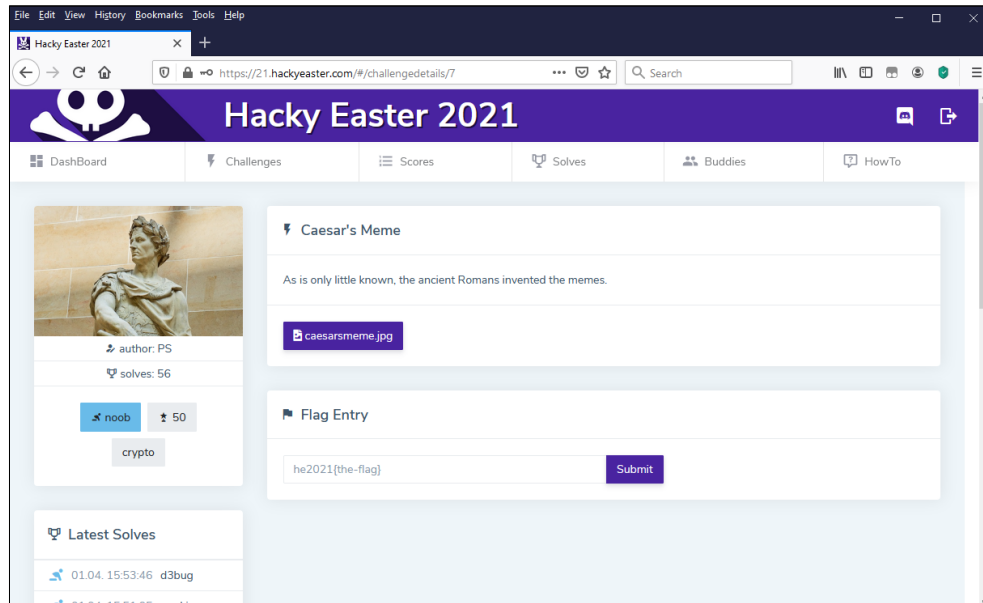 File Edit View History Bookmarks Tools Help
Hacky Easter 2021
https://21.hackyeaster.com/#/challengedetails/7
Search
Hacky Easter 2021
DashBoard
Challenges
Scores
Solves
Buddies
HowTo
author: PS
solves: 56
noob
50
crypto
Latest Solves
01.04. 15:53:46 d3bug
Caesar's Meme
As is only little known, the ancient Romans invented the memes.
caesarsmeme.jpg
Flag Entry
he2021{the-flag}
Submit